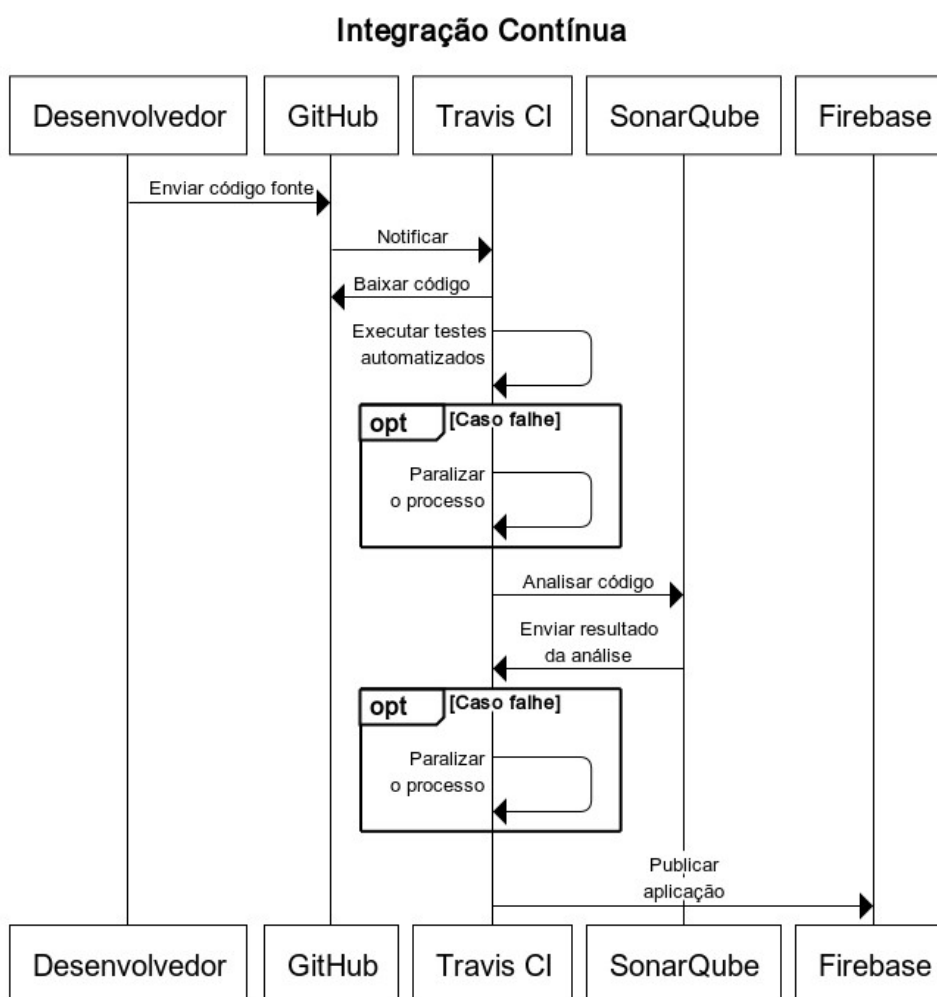 Integração Contínua
Desenvolvedor
GitHub
Travis CI
SonarQube
Firebase
Enviar código fonte
Notificar
Baixar código
Executar testes
automatizados
opt
[Caso falhe]
Paralizar
o processo
Analisar código
Enviar resultado
da análise
opt
[Caso falhe]
Paralizar
o processo
Publicar
aplicação
Desenvolvedor
GitHub
Travis CI
SonarQube
Firebase